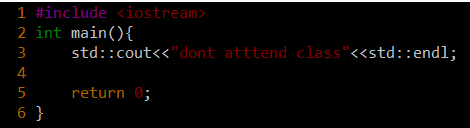 1 #include <iostream>
2 int main(){
3     std::cout<<"dont atttend class"<<std::endl;
4
5     return 0;
6 }